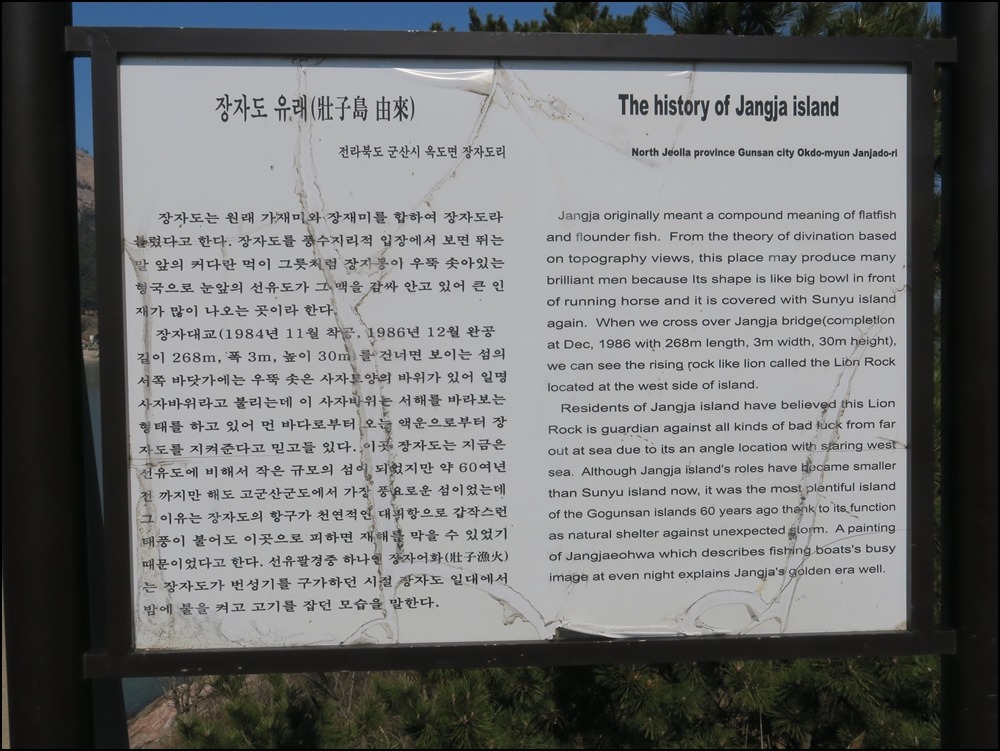 장자도 유래(壯子島 由來)
전라북도 군산시 옥도면 장자도리
장자도는 원래 가재미와 장재미를 합하여 장자도라
불렀다고 한다. 장자도를 풍수지리적 입장에서 보면 뛰는
말 앞의 커다란 먹이 그릇처럼 장자봉이 우뚝 솟아있는
형국으로 눈앞의 선유도가 그 맥을 감싸 안고 있어 큰 인
재가 많이 나오는 곳이라 한다.
장자대교(1984년 11월 착공, 1986년 12월 완공
길이 268m, 폭 3m, 높이 30m)를 건너면 보이는 섬의
서쪽 바닷가에는 우뚝 솟은 사자모양의 바위가 있어 일명
사자바위라고 불리는데 이 사자바위는 서해를 바라보는
형태를 하고 있어 먼 바다로부터 오는 액운으로부터 장
자도를 지켜준다고 믿고들 있다. 이곳 장자도는 지금은
선유도에 비해서 작은 규모의 섬이 되었지만 약 60여년
전 까지만 해도 고군산군도에서 가장 풍요로운 섬이었는데
그 이유는 장자도의 항구가 천연적인 대피항으로 갑작스런
태풍이 불어도 이곳으로 피하면 재해를 막을 수 있었기
때문이었다고 한다. 선유팔경중 하나인 장자어화(壯子漁火)
는 장자도가 번성기를 구가하던 시절 장자도 일대에서
밤에 불을 켜고 고기를 잡던 모습을 말한다.
The history of Jangja island
North Jeolla province Gunsan city Okdo-myun Janjado-ri
Jangja originally meant a compound meaning of flatfish
and flounder fish. From the theory of divination based
on topography views, this place may produce many
brilliant men because Its shape is like big bowl in front
of running horse and it is covered with Sunyu island
again. When we cross over Jangja bridge(completion
at Dec, 1986 with 268m length, 3m width, 30m height),
we can see the rising rock like lion called the Lion Rock
located at the west side of island.
Residents of Jangja island have believed this Lion
Rock is guardian against all kinds of bad luck from far
out at sea due to its an angle location with staring west
sea. Although Jangja island's roles have became smaller
than Sunyu island now, it was the most plentiful island
of the Gogunsan islands 60 years ago thank to its function
as natural shelter against unexpected storm. A painting
of Jangjaeohwa which describes fishing boats's busy
image at even night explains Jangja's golden era well.